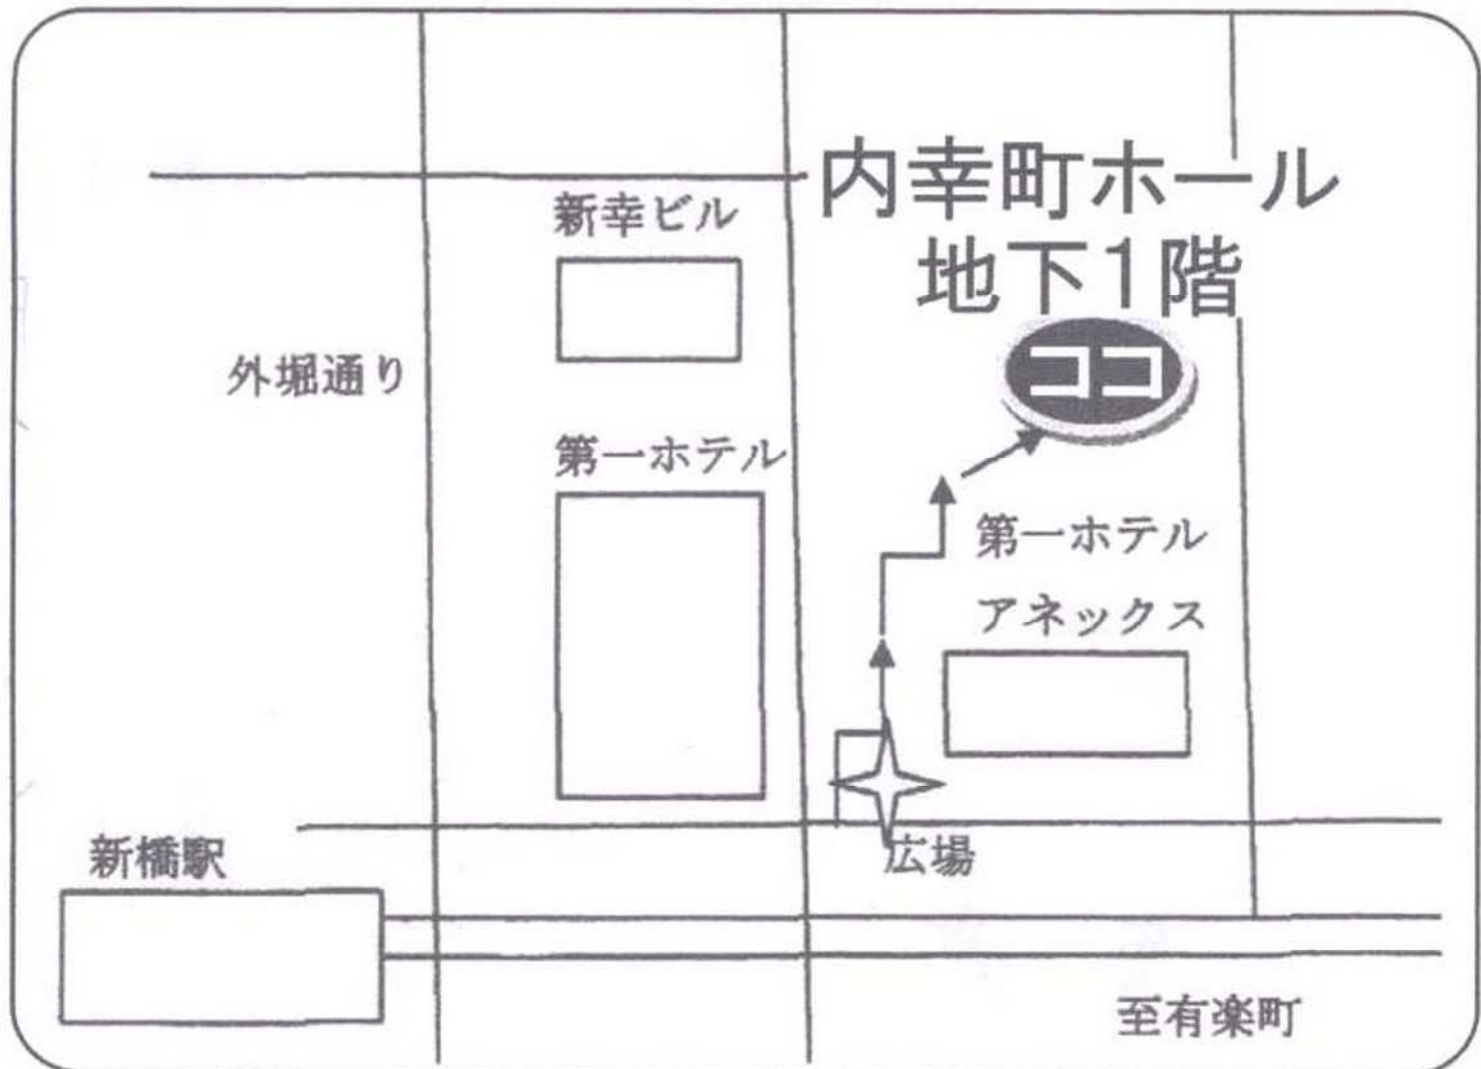 内幸町ホール
地下1階
ココ
新幸ビル
外堀通り
第一ホテル
第一ホテル
アネックス
広場
新橋駅
至有楽町